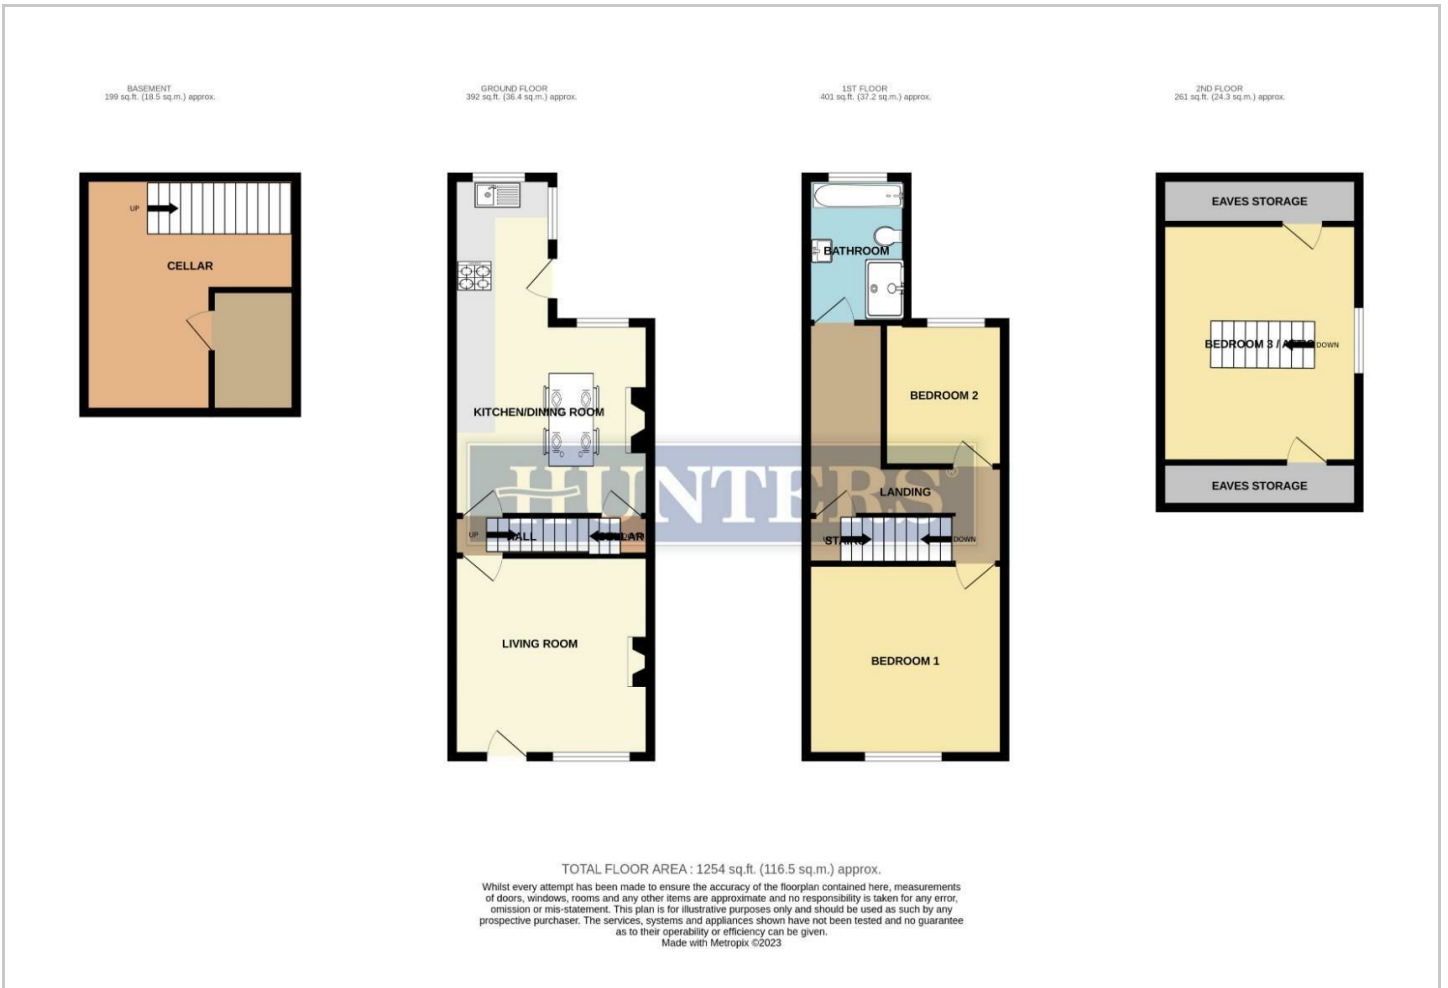 BASEMENT
199 sq.ft. (18.5 sq.m.) approx.
GROUND FLOOR
392 sq.ft. (36.4 sq.m.) approx.
1ST FLOOR
401 sq.ft. (37.2 sq.m.) approx.
2ND FLOOR
261 sq.ft. (24.3 sq.m.) approx.
UP
CELLAR
KITCHEN/DINING ROOM
UP
HALL
CELLAR
LIVING ROOM
BATHROOM
BEDROOM 2
LANDING
STAIRS
DOWN
BEDROOM 1
EAVES STORAGE
BEDROOM 3 /
DOWN
EAVES STORAGE
HUNTERS®
TOTAL FLOOR AREA : 1254 sq.ft. (116.5 sq.m.) approx.
Whilst every attempt has been made to ensure the accuracy of the floorplan contained here, measurements
of doors, windows, rooms and any other items are approximate and no responsibility is taken for any error,
omission or mis-statement. This plan is for illustrative purposes only and should be used as such by any
prospective purchaser. The services, systems and appliances shown have not been tested and no guarantee
as to their operability or efficiency can be given.
Made with Metropix ©2023